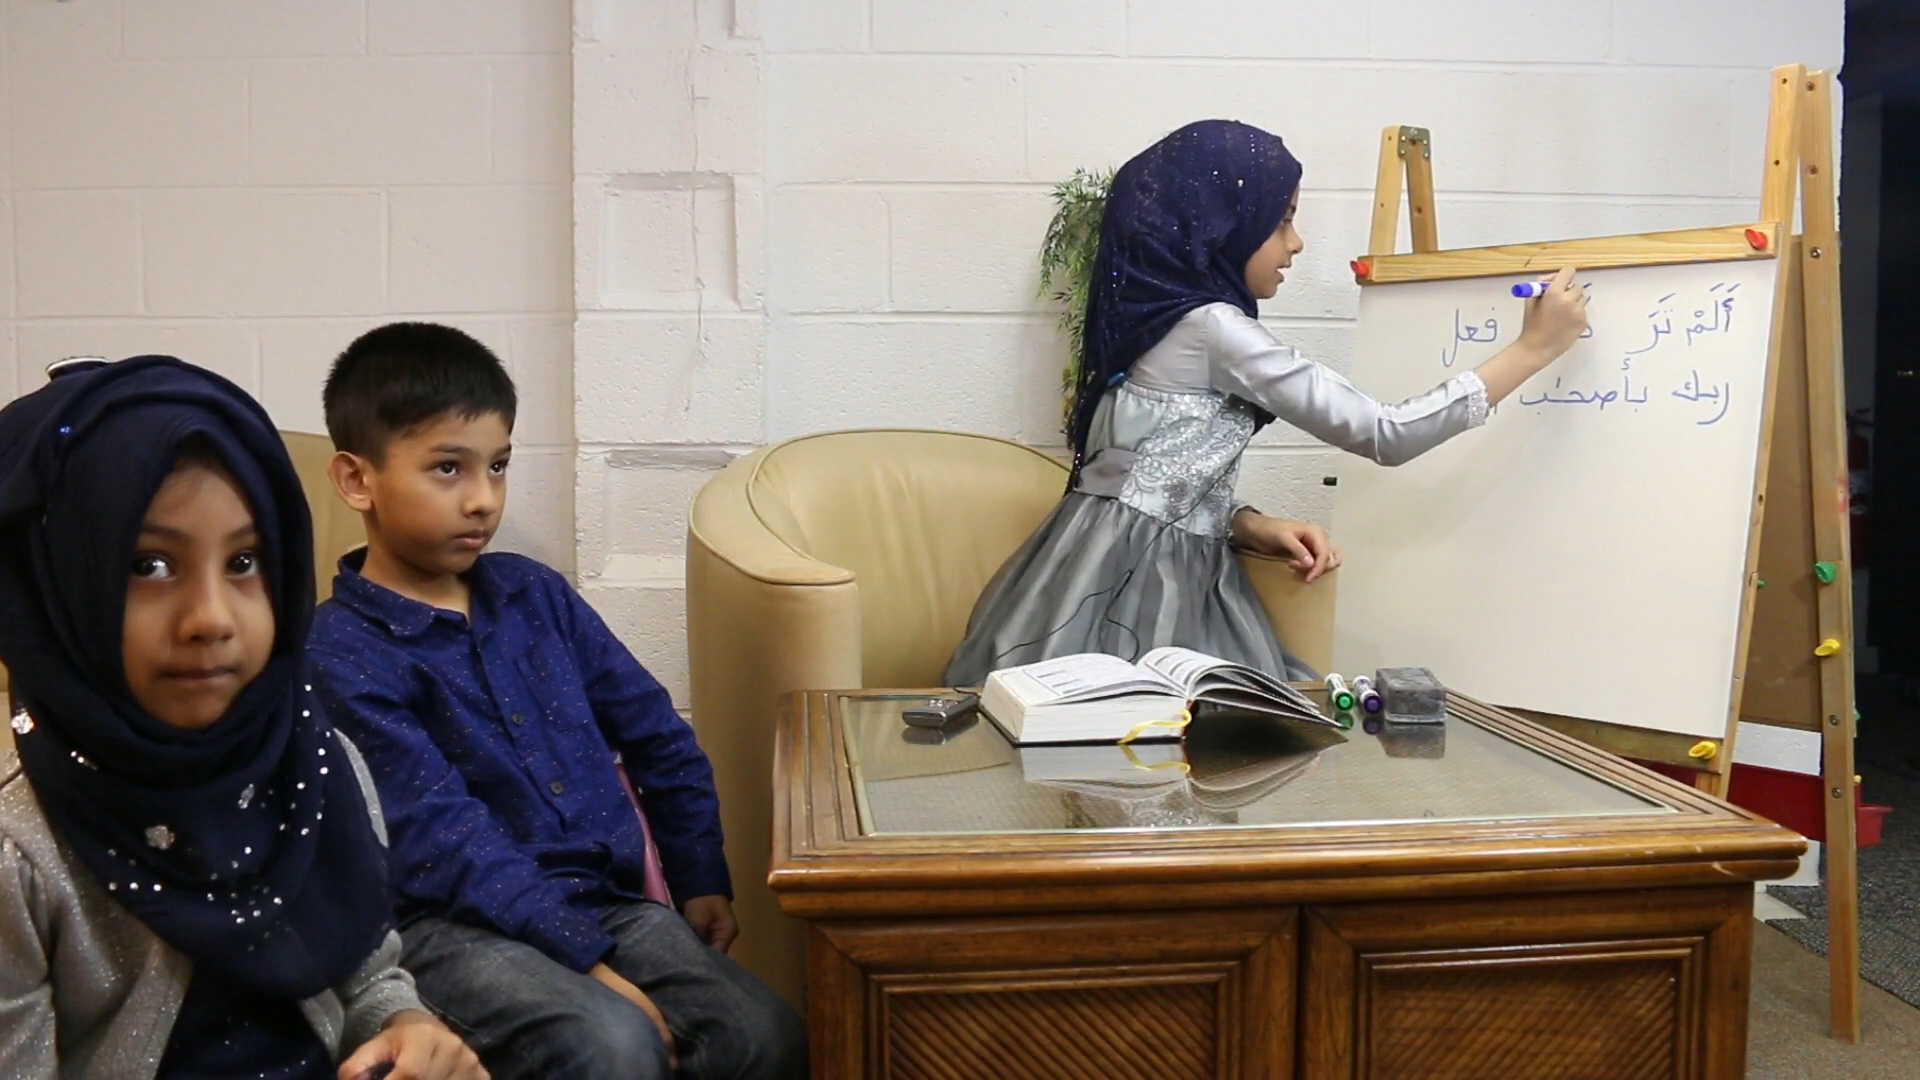 أَلَمْ تَرَ فعل
ربك بأصحٰب